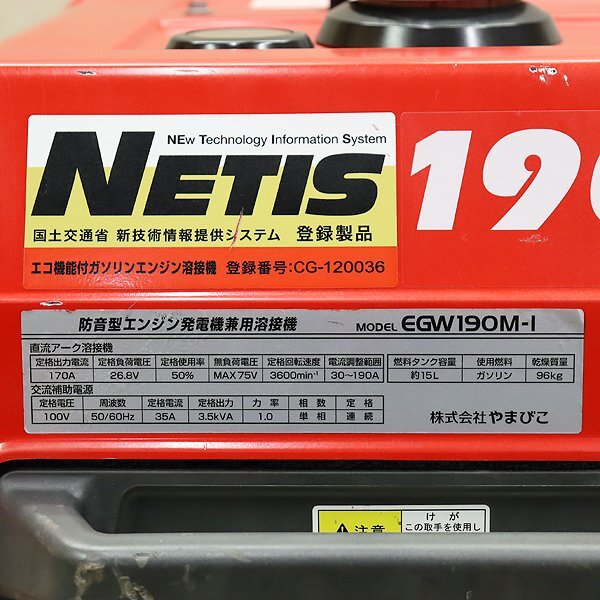 NEw Technology Information System
NETIS
国土交通省 新技術情報提供システム 登録製品
エコ機能付ガソリンエンジン溶接機 登録番号:CG-120036
19
防音型エンジン発電機兼用溶接機 MODEL EGW190M-I
直流アーク溶接機
定格出力電流 定格負荷電圧 定格使用率 無負荷電圧 定格回転速度 電流調整範囲 燃料タンク容量 使用燃料 乾燥質量
170A 26.8V 50% MAX75V 3600min⁻¹ 30〜190A 約15L ガソリン 96kg
交流補助電源
定格電圧 周波数 定格電流 定格出力 力率 相数 定格
100V 50/60Hz 35A 3.5kVA 1.0 単相 連続
株式会社やまびこ
注意
けが
この取手を使用し